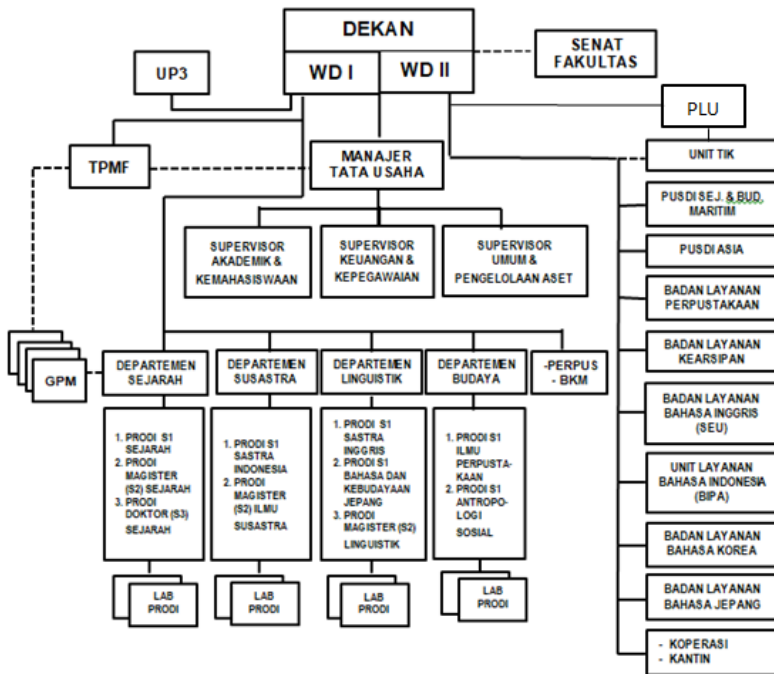 DEKAN
WD I
WD II
SENAT
FAKULTAS
UP3
PLU
TPMF
MANAJER
TATA USAHA
UNIT TIK
PUSDI SEJ. & BUD.
MARITIM
PUSDI ASIA
BADAN LAYANAN
PERPUSTAKAAN
BADAN LAYANAN
KEARSIPAN
BADAN LAYANAN
BAHASA INGGRIS
(SEU)
UNIT LAYANAN
BAHASA INDONESIA
(BIPA)
BADAN LAYANAN
BAHASA KOREA
BADAN LAYANAN
BAHASA JEPANG
- KOPERASI
- KANTIN
SUPERVISOR
AKADEMIK &
KEMAHASISWAAN
SUPERVISOR
KEUANGAN &
KEPEGAWAIAN
SUPERVISOR
UMUM &
PENGELOLAAN ASET
GPM
DEPARTEMEN
SEJARAH
DEPARTEMEN
SUSASTRA
DEPARTEMEN
LINGUISTIK
DEPARTEMEN
BUDAYA
-PERPUS
- BKM
1. PRODI S1
SEJARAH
2. PRODI
MAGISTER
(S2) SEJARAH
3. PRODI
DOKTOR (S3)
SEJARAH
1. PRODI S1
SASTRA
INDONESIA
2. PRODI
MAGISTER
(S2) ILMU
SUSASTRA
1. PRODI S1
SASTRA
INGGRIS
2. PRODI S1
BAHASA DAN
KEBUDAYAAN
JEPANG
3. PRODI
MAGISTER (S2)
LINGUISTIK
1. PRODI S1
ILMU
PERPUSTA-
KAAN
2. PRODI S1
ANTROPO-
LOGI
SOSIAL
LAB
PRODI
LAB
PRODI
LAB
PRODI
LAB
PRODI